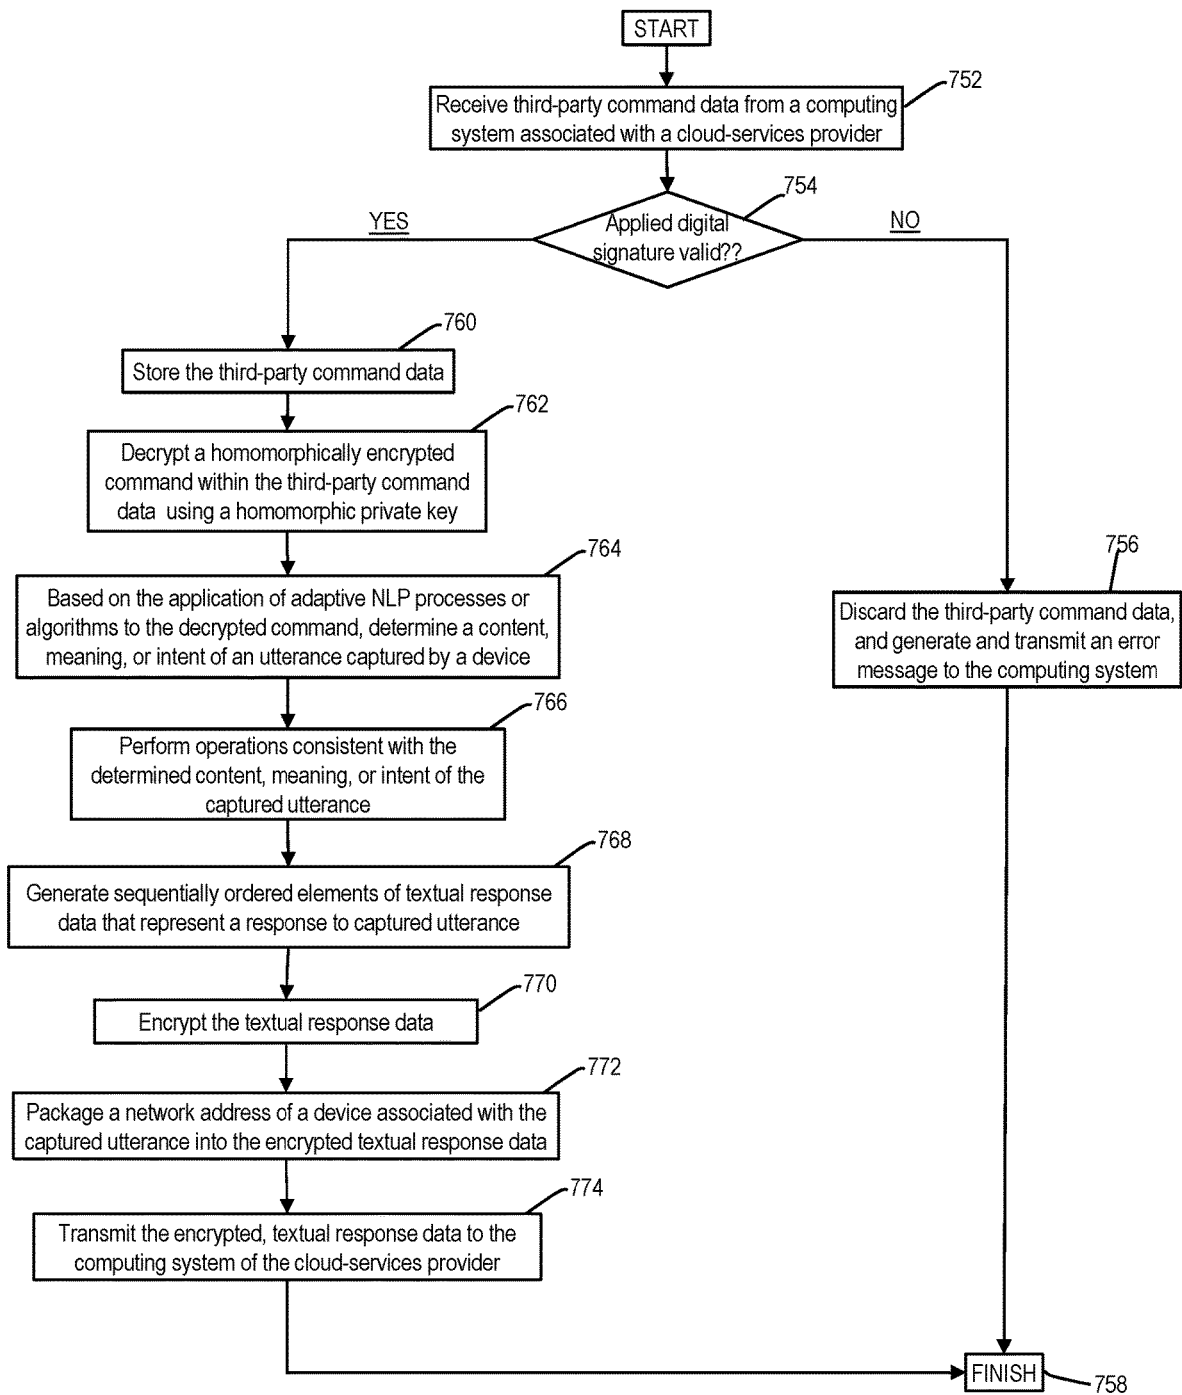 START
752
Receive third-party command data from a computing
system associated with a cloud-services provider
754
Applied digital
signature valid??
YES
NO
760
Store the third-party command data
762
Decrypt a homomorphically encrypted
command within the third-party command
data using a homomorphic private key
764
Based on the application of adaptive NLP processes or
algorithms to the decrypted command, determine a content,
meaning, or intent of an utterance captured by a device
756
Discard the third-party command data,
and generate and transmit an error
message to the computing system
766
Perform operations consistent with the
determined content, meaning, or intent of the
captured utterance
768
Generate sequentially ordered elements of textual response
data that represent a response to captured utterance
770
Encrypt the textual response data
772
Package a network address of a device associated with the
captured utterance into the encrypted textual response data
774
Transmit the encrypted, textual response data to the
computing system of the cloud-services provider
FINISH
758